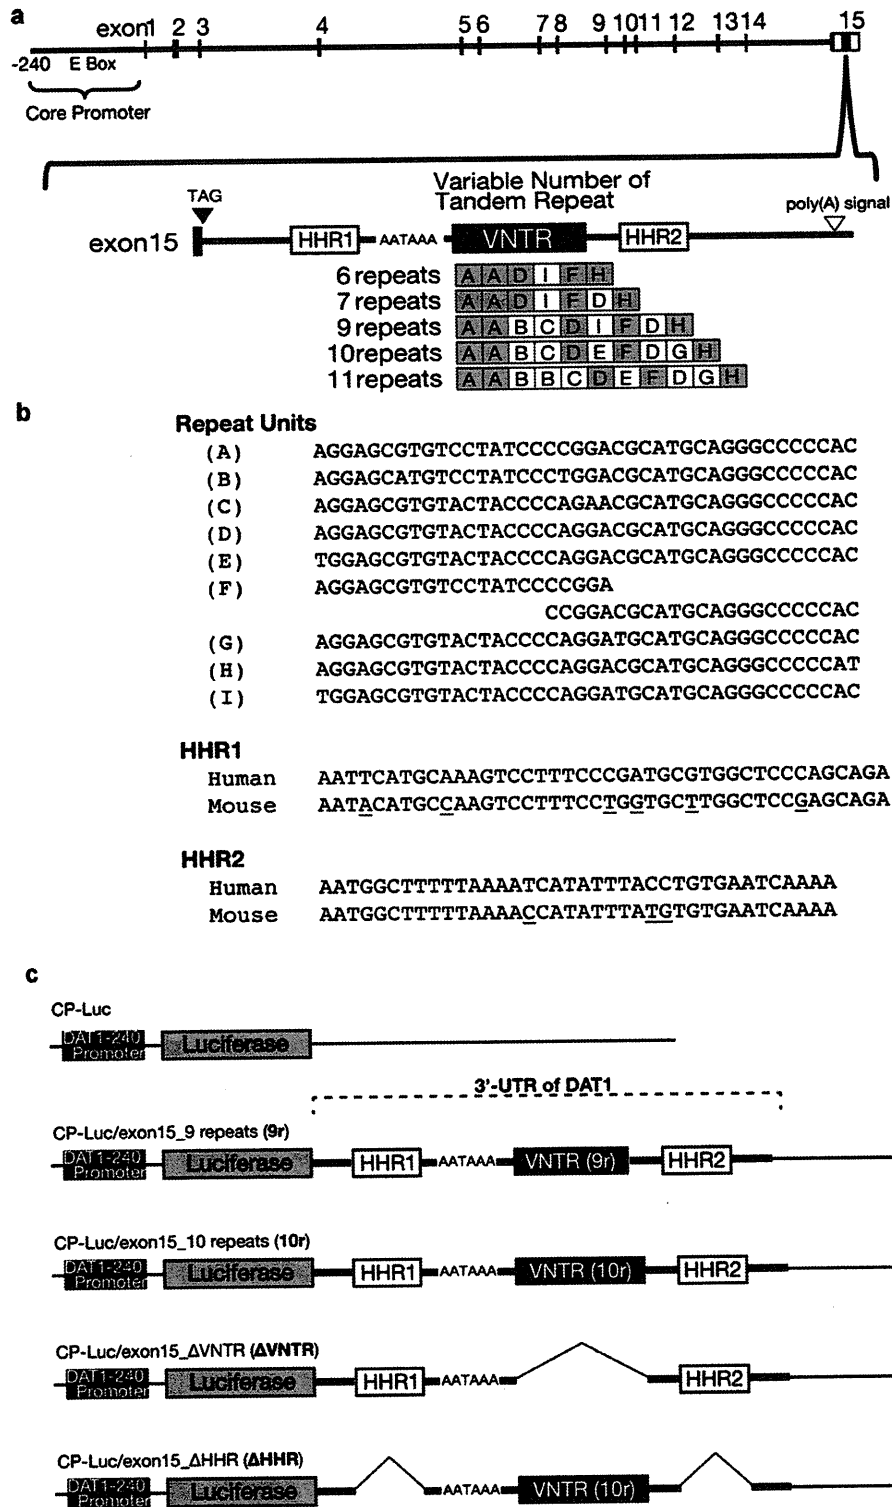 a
exon1 2 3 4 5 6 7 8 9 10 11 12 13 14 15
-240 E Box
Core Promoter
Variable Number of
Tandem Repeat
TAG
poly(A) signal
exon15 HHR1 AATAAA VNTR HHR2
6 repeats A A D I F H
7 repeats A A D I F D H
9 repeats A A B C D I F D H
10 repeats A A B C D E F D G H
11 repeats A A B B C D E F D G H
b
Repeat Units
(A) AGGAGCGTGTCCTATCCCCGGACGCATGCAGGGCCCCCAC
(B) AGGAGCATGTCCTATCCCTGGACGCATGCAGGGCCCCCAC
(C) AGGAGCGTGTACTACCCCAGAACGCATGCAGGGCCCCCAC
(D) AGGAGCGTGTACTACCCCAGGACGCATGCAGGGCCCCCAC
(E) TGGAGCGTGTACTACCCCAGGACGCATGCAGGGCCCCCAC
(F) AGGAGCGTGTCCTATCCCCGGA
CCGGACGCATGCAGGGCCCCCAC
(G) AGGAGCGTGTACTACCCCAGGATGCATGCAGGGCCCCCAC
(H) AGGAGCGTGTACTACCCCAGGACGCATGCAGGGCCCCCAT
(I) TGGAGCGTGTACTACCCCAGGATGCATGCAGGGCCCCCAC
HHR1
Human AATTCATGCAAAGTCCTTTCCCGATGCGTGGCTCCCAGCAGA
Mouse AATACATGCCAAGTCCTTTCCTGGTGCTTGGCTCCGAGCAGA
HHR2
Human AATGGCTTTTTAAAATCATATTTACCTGTGAATCAAAA
Mouse AATGGCTTTTTAAAACCATATTTATGTGTGAATCAAAA
c
CP-Luc
DAT1-240
Promoter Luciferase
3'-UTR of DAT1
CP-Luc/exon15_9 repeats (9r)
DAT1-240
Promoter Luciferase HHR1 AATAAA VNTR (9r) HHR2
CP-Luc/exon15_10 repeats (10r)
DAT1-240
Promoter Luciferase HHR1 AATAAA VNTR (10r) HHR2
CP-Luc/exon15_ΔVNTR (ΔVNTR)
DAT1-240
Promoter Luciferase HHR1 AATAAA HHR2
CP-Luc/exon15_ΔHHR (ΔHHR)
DAT1-240
Promoter Luciferase AATAAA VNTR (10r)